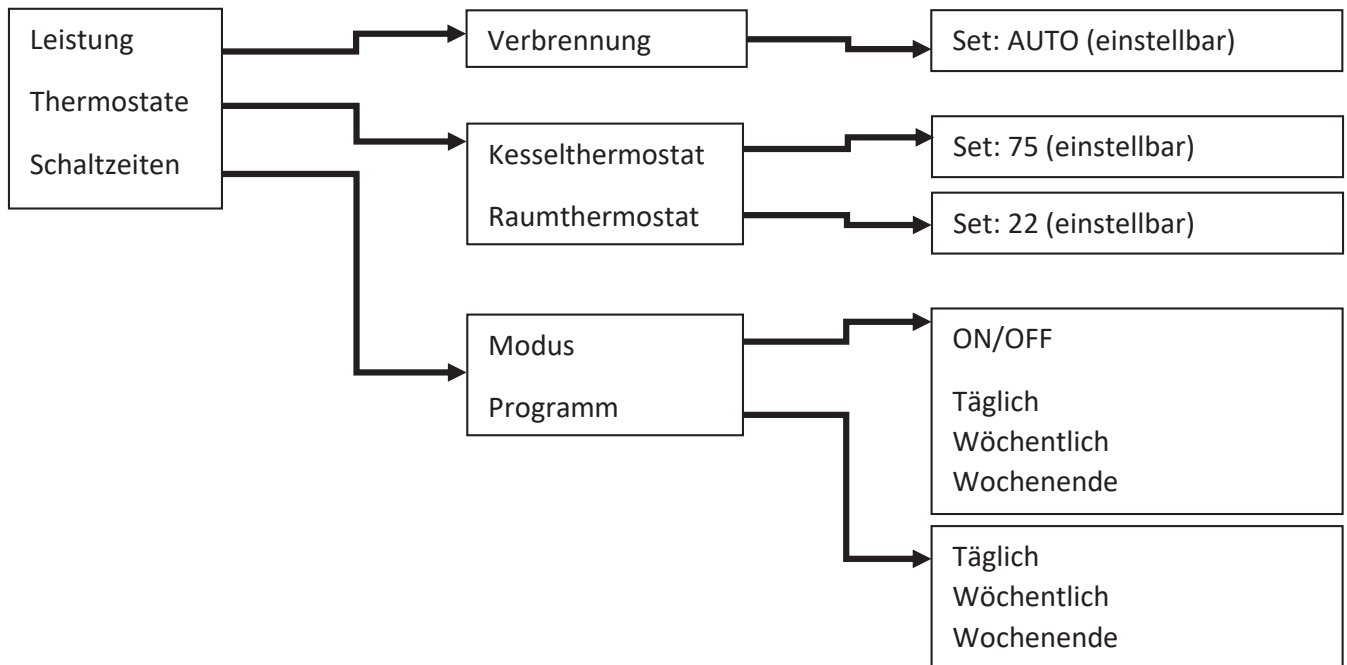 Leistung
Thermostate
Schaltzeiten
Verbrennung
Set: AUTO (einstellbar)
Kesselthermostat
Raumthermostat
Set: 75 (einstellbar)
Set: 22 (einstellbar)
Modus
Programm
ON/OFF
Täglich
Wöchentlich
Wochenende
Täglich
Wöchentlich
Wochenende